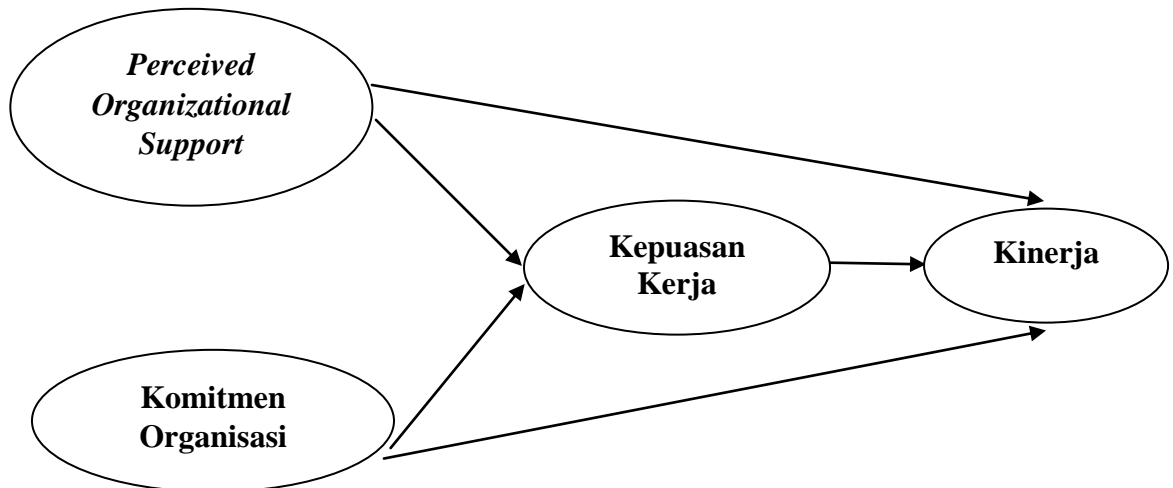 Perceived
Organizational
Support
Kepuasan
Kerja
Kinerja
Komitmen
Organisasi